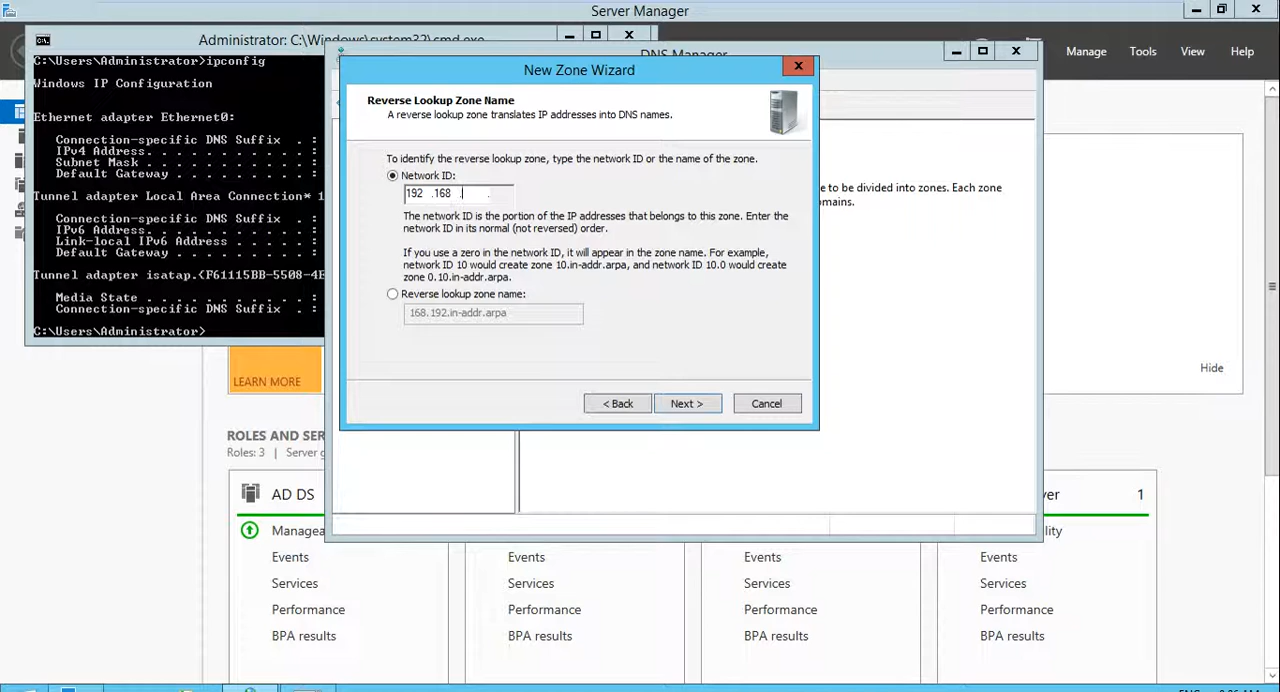 Server Manager
Manage Tools View Help
Administrator: C:\Windows\system32\cmd.exe
C:\Users\Administrator>ipconfig
Windows IP Configuration
Ethernet adapter Ethernet0:
Connection-specific DNS Suffix . :
IPv4 Address. . . . . . . . . . . :
Subnet Mask . . . . . . . . . . . :
Default Gateway . . . . . . . . . :
Tunnel adapter Local Area Connection* 1
Connection-specific DNS Suffix . :
IPv6 Address. . . . . . . . . . . :
Link-local IPv6 Address . . . . . :
Default Gateway . . . . . . . . . :
Tunnel adapter isatap.{F61115BB-5508-4E
Media State . . . . . . . . . . . :
Connection-specific DNS Suffix . :
C:\Users\Administrator>
DNS Manager
e to be divided into zones. Each zone
omains.
New Zone Wizard
Reverse Lookup Zone Name
A reverse lookup zone translates IP addresses into DNS names.
To identify the reverse lookup zone, type the network ID or the name of the zone.
Network ID:
192 .168 . .
The network ID is the portion of the IP addresses that belongs to this zone. Enter the
network ID in its normal (not reversed) order.
If you use a zero in the network ID, it will appear in the zone name. For example,
network ID 10 would create zone 10.in-addr.arpa, and network ID 10.0 would create
zone 0.10.in-addr.arpa.
Reverse lookup zone name:
168.192.in-addr.arpa
< Back Next > Cancel
Hide
LEARN MORE
ROLES AND SER
Roles: 3 | Server g
AD DS
ver 1
Managea
ility
Events Events Events Events
Services Services Services Services
Performance Performance Performance Performance
BPA results BPA results BPA results BPA results